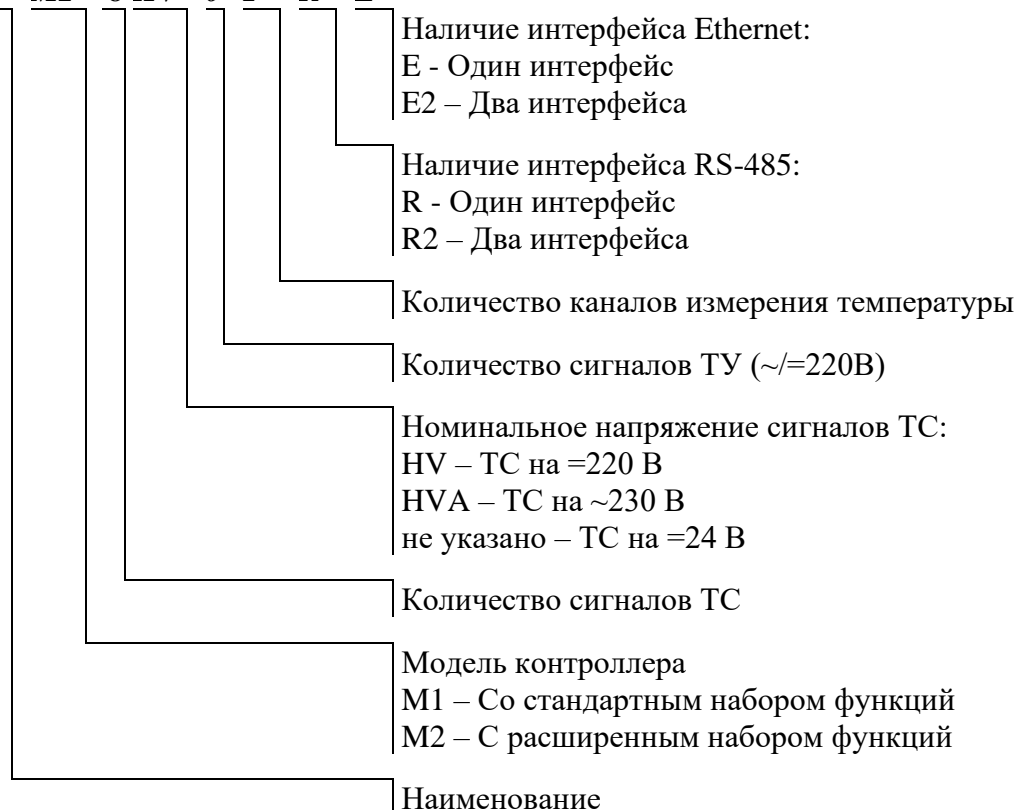 Наличие интерфейса Ethernet:
E - Один интерфейс
E2 – Два интерфейса
Наличие интерфейса RS-485:
R - Один интерфейс
R2 – Два интерфейса
Количество каналов измерения температуры
Количество сигналов ТУ (~/=220В)
Номинальное напряжение сигналов ТС:
HV – ТС на =220 В
HVA – ТС на ~230 В
не указано – ТС на =24 В
Количество сигналов ТС
Модель контроллера
М1 – Со стандартным набором функций
М2 – С расширенным набором функций
Наименование